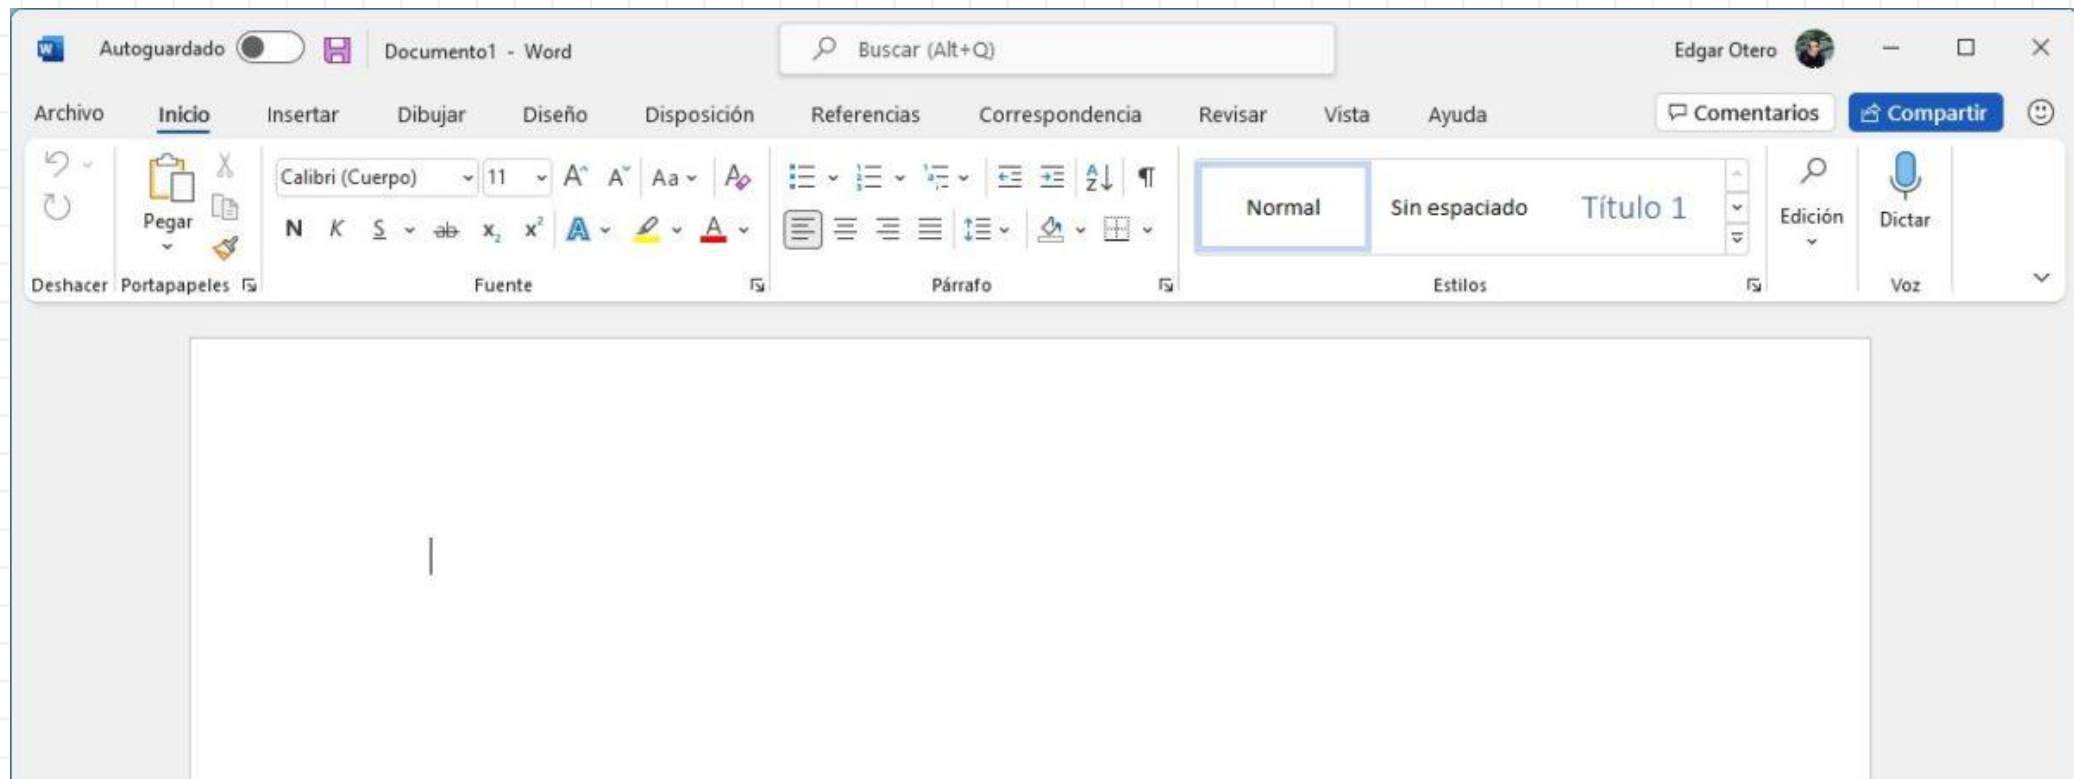 Autoguardado Documento1 - Word Buscar (Alt+Q) Edgar Otero
Archivo Inicio Insertar Dibujar Diseño Disposición Referencias Correspondencia Revisar Vista Ayuda Comentarios Compartir
Pegar
Calibri (Cuerpo) 11 Aa
N K S ab x₂ x² A A
Normal Sin espaciado Título 1
Edición
Dictar
Deshacer Portapapeles Fuente Párrafo Estilos Voz